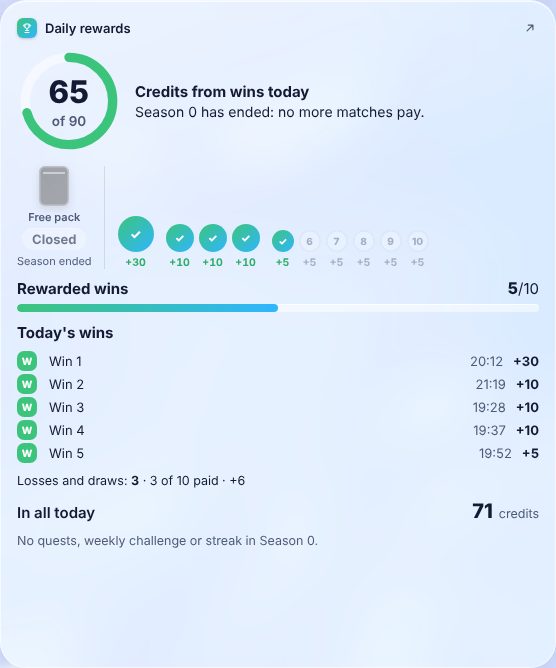 Daily rewards
65
of 90
Credits from wins today
Season 0 has ended: no more matches pay.
Free pack
Closed
Season ended
6 7 8 9 10
+30 +10 +10 +10 +5 +5 +5 +5 +5 +5
Rewarded wins 5/10
Today's wins
W Win 1 20:12 +30
W Win 2 21:19 +10
W Win 3 19:28 +10
W Win 4 19:37 +10
W Win 5 19:52 +5
Losses and draws: 3 · 3 of 10 paid · +6
In all today 71 credits
No quests, weekly challenge or streak in Season 0.